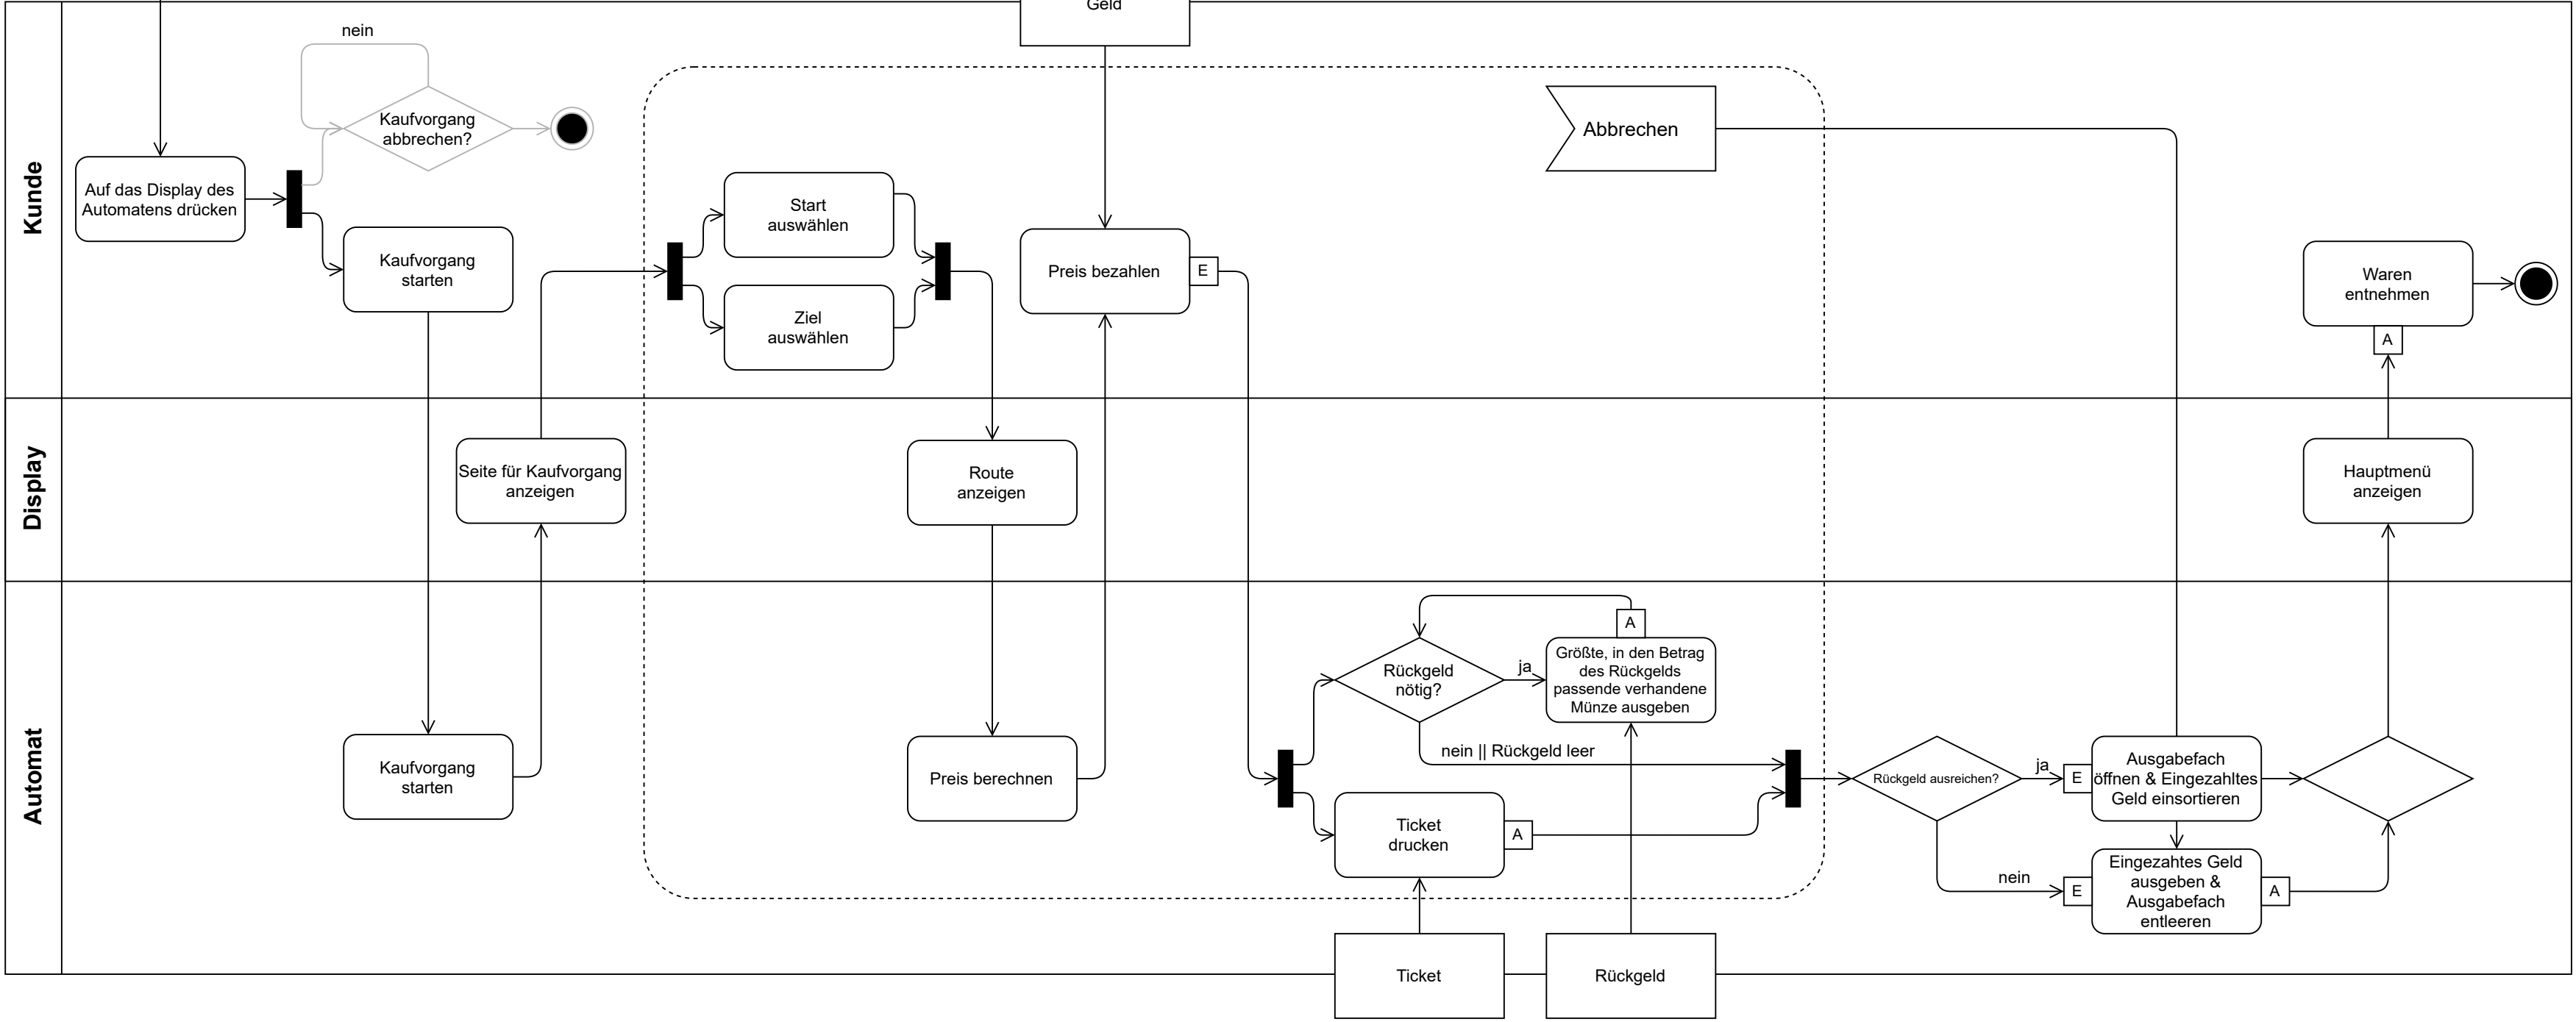 Geld
nein
Kunde
Kaufvorgang
abbrechen?
Abbrechen
Auf das Display des
Automatens drücken
Start
auswählen
Kaufvorgang
starten
Preis bezahlen
E
Waren
entnehmen
Ziel
auswählen
A
Display
Seite für Kaufvorgang
anzeigen
Route
anzeigen
Hauptmenü
anzeigen
Automat
A
Rückgeld
nötig?
ja
Größte, in den Betrag
des Rückgelds
passende verhandene
Münze ausgeben
nein || Rückgeld leer
Kaufvorgang
starten
Preis berechnen
Rückgeld ausreichen?
ja
E
Ausgabefach
öffnen & Eingezahltes
Geld einsortieren
Ticket
drucken
A
nein
E
Eingezahtes Geld
ausgeben &
Ausgabefach
entleeren
A
Ticket
Rückgeld